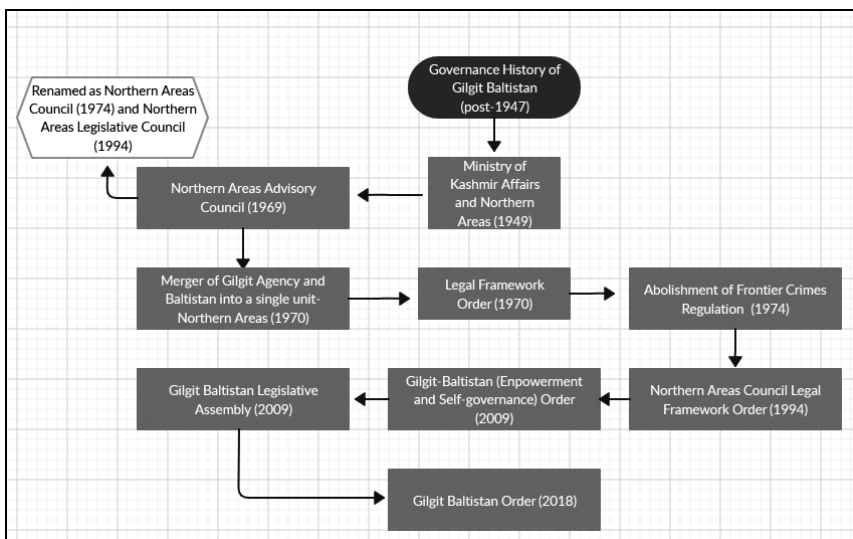 Governance History of
Gilgit Baltistan
(post-1947)
Ministry of
Kashmir Affairs
and Northern
Areas (1949)
Northern Areas Advisory
Council (1969)
Renamed as Northern Areas
Council (1974) and Northern
Areas Legislative Council
(1994)
Merger of Gilgit Agency and
Baltistan into a single unit-
Northern Areas (1970)
Legal Framework
Order (1970)
Abolishment of Frontier Crimes
Regulation (1974)
Northern Areas Council Legal
Framework Order (1994)
Gilgit-Baltistan (Enpowerment
and Self-governance) Order
(2009)
Gilgit Baltistan Legislative
Assembly (2009)
Gilgit Baltistan Order (2018)